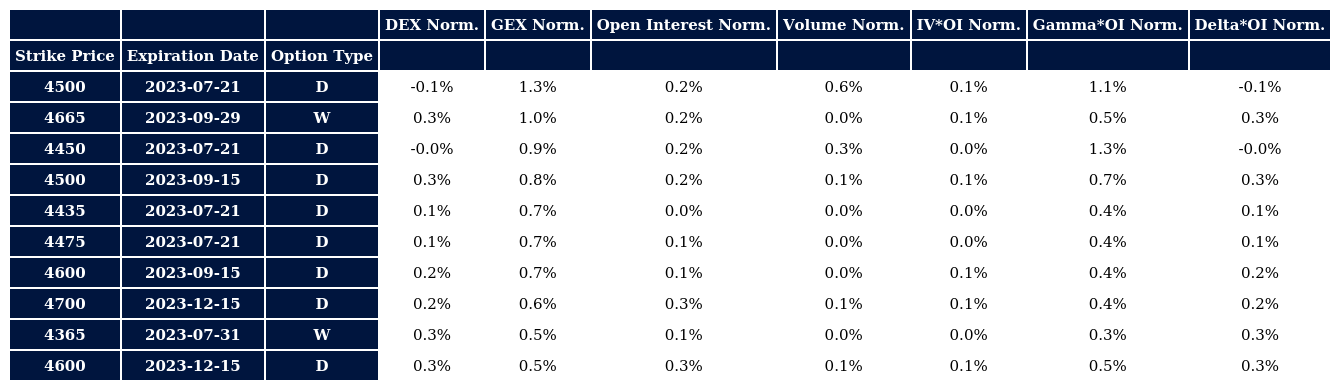 DEX Norm. GEX Norm. Open Interest Norm. Volume Norm. IV*OI Norm. Gamma*OI Norm. Delta*OI Norm.
Strike Price Expiration Date Option Type
4500 2023-07-21 D -0.1% 1.3% 0.2% 0.6% 0.1% 1.1% -0.1%
4665 2023-09-29 W 0.3% 1.0% 0.2% 0.0% 0.1% 0.5% 0.3%
4450 2023-07-21 D -0.0% 0.9% 0.2% 0.3% 0.0% 1.3% -0.0%
4500 2023-09-15 D 0.3% 0.8% 0.2% 0.1% 0.1% 0.7% 0.3%
4435 2023-07-21 D 0.1% 0.7% 0.0% 0.0% 0.0% 0.4% 0.1%
4475 2023-07-21 D 0.1% 0.7% 0.1% 0.0% 0.0% 0.4% 0.1%
4600 2023-09-15 D 0.2% 0.7% 0.1% 0.0% 0.1% 0.4% 0.2%
4700 2023-12-15 D 0.2% 0.6% 0.3% 0.1% 0.1% 0.4% 0.2%
4365 2023-07-31 W 0.3% 0.5% 0.1% 0.0% 0.0% 0.3% 0.3%
4600 2023-12-15 D 0.3% 0.5% 0.3% 0.1% 0.1% 0.5% 0.3%